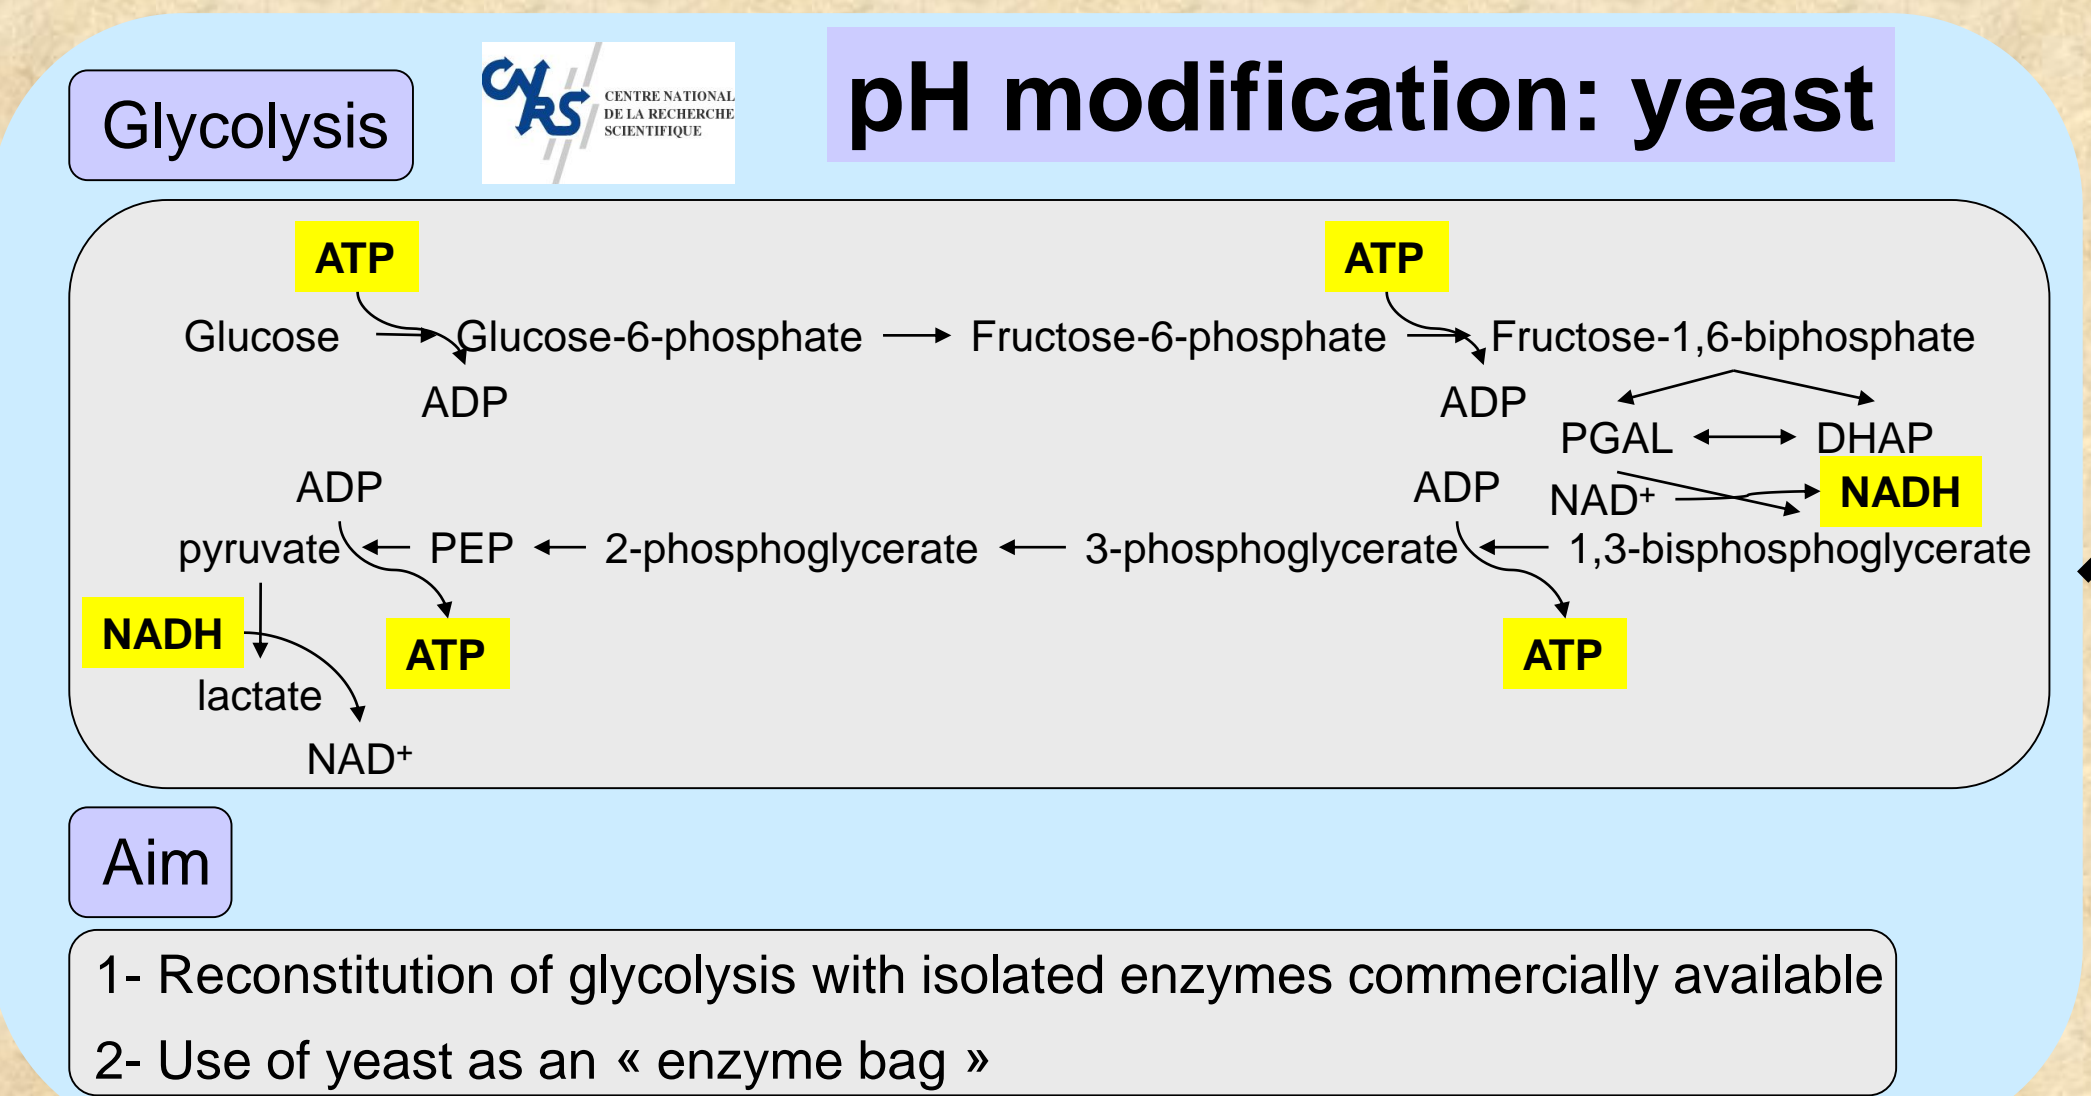 Glycolysis
CNRS
CENTRE NATIONAL
DE LA RECHERCHE
SCIENTIFIQUE
pH modification: yeast
ATP ATP
Glucose Glucose-6-phosphate Fructose-6-phosphate Fructose-1,6-biphosphate
ADP ADP
PGAL DHAP
ADP ADP NAD+ NADH
pyruvate PEP 2-phosphoglycerate 3-phosphoglycerate 1,3-bisphosphoglycerate
NADH ATP ATP
lactate
NAD+
Aim
1- Reconstitution of glycolysis with isolated enzymes commercially available
2- Use of yeast as an « enzyme bag »